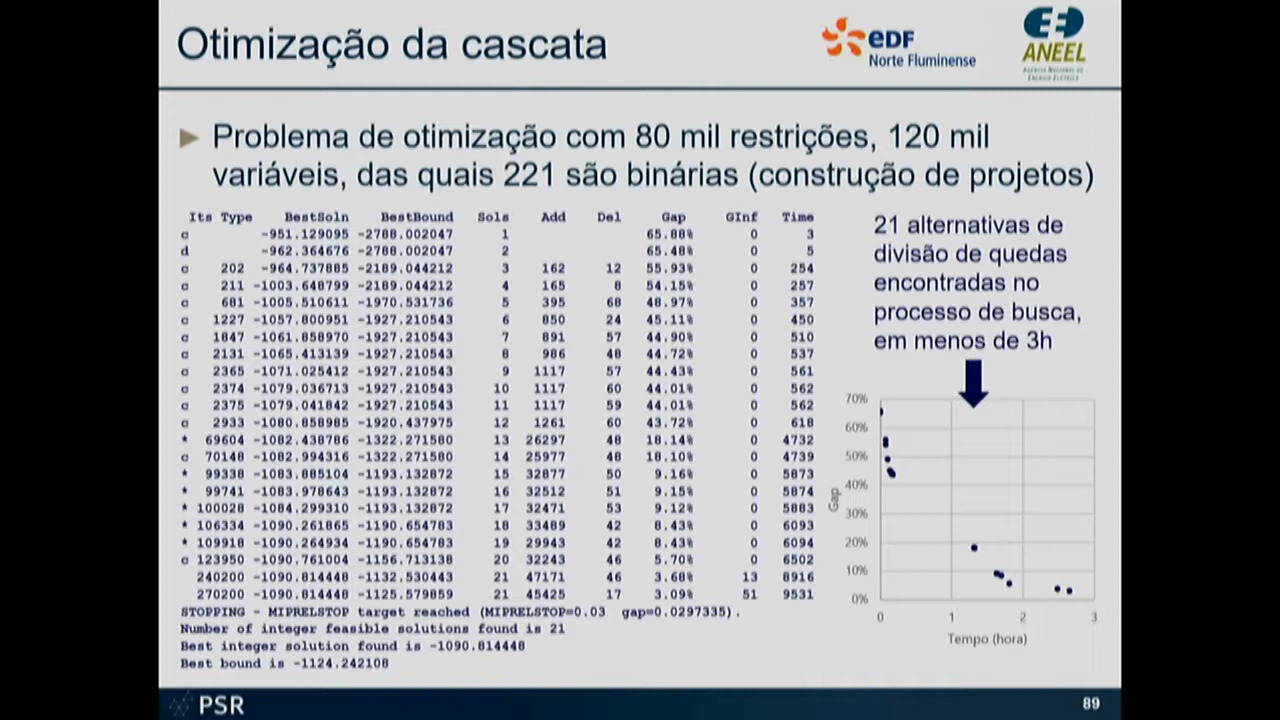 Otimização da cascata
eDF
Norte Fluminense
ANEEL
AGÊNCIA NACIONAL DE
ENERGIA ELÉTRICA
Problema de otimização com 80 mil restrições, 120 mil
variáveis, das quais 221 são binárias (construção de projetos)
Its Type BestSoln BestBound Sols Add Del Gap GInf Time
c -951.129095 -2788.002047 1 65.88% 0 3
d -962.364676 -2788.002047 2 65.48% 0 5
c 202 -964.737885 -2189.044212 3 162 12 55.93% 0 254
c 211 -1003.648799 -2189.044212 4 165 8 54.15% 0 257
c 681 -1005.510611 -1970.531736 5 395 68 48.97% 0 357
c 1227 -1057.800951 -1927.210543 6 850 24 45.11% 0 450
c 1847 -1061.858970 -1927.210543 7 891 57 44.90% 0 510
c 2131 -1065.413139 -1927.210543 8 986 48 44.72% 0 537
c 2365 -1071.025412 -1927.210543 9 1117 57 44.43% 0 561
c 2374 -1079.036713 -1927.210543 10 1117 60 44.01% 0 562
c 2375 -1079.041842 -1927.210543 11 1117 59 44.01% 0 562
c 2933 -1080.858985 -1920.437975 12 1261 60 43.72% 0 618
* 69604 -1082.438786 -1322.271580 13 26297 48 18.14% 0 4732
c 70148 -1082.994316 -1322.271580 14 25977 48 18.10% 0 4739
* 99338 -1083.885104 -1193.132872 15 32877 50 9.16% 0 5873
* 99741 -1083.978643 -1193.132872 16 32512 51 9.15% 0 5874
* 100028 -1084.299310 -1193.132872 17 32471 53 9.12% 0 5883
* 106334 -1090.261865 -1190.654783 18 33489 42 8.43% 0 6093
* 109918 -1090.264934 -1190.654783 19 29943 42 8.43% 0 6094
c 123950 -1090.761004 -1156.713138 20 32243 46 5.70% 0 6502
240200 -1090.814448 -1132.530443 21 47171 46 3.68% 13 8916
270200 -1090.814448 -1125.579859 21 45425 17 3.09% 51 9531
STOPPING - MIPRELSTOP target reached (MIPRELSTOP=0.03 gap=0.0297335).
Number of integer feasible solutions found is 21
Best integer solution found is -1090.814448
Best bound is -1124.242108
21 alternativas de
divisão de quedas
encontradas no
processo de busca,
em menos de 3h
70%
60%
50%
40%
30%
20%
10%
0%
Gap
0 1 2 3
Tempo (hora)
PSR
89